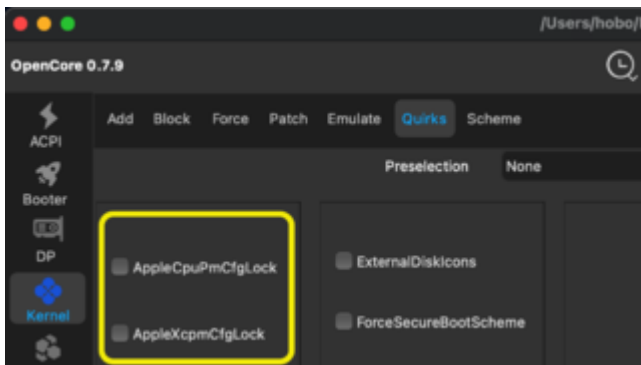 /Users/hobo/
OpenCore 0.7.9
ACPI
Booter
DP
Kernel
Add Block Force Patch Emulate Quirks Scheme
Preselection None
AppleCpuPmCfgLock
AppleXcpmCfgLock
ExternalDiskIcons
ForceSecureBootScheme